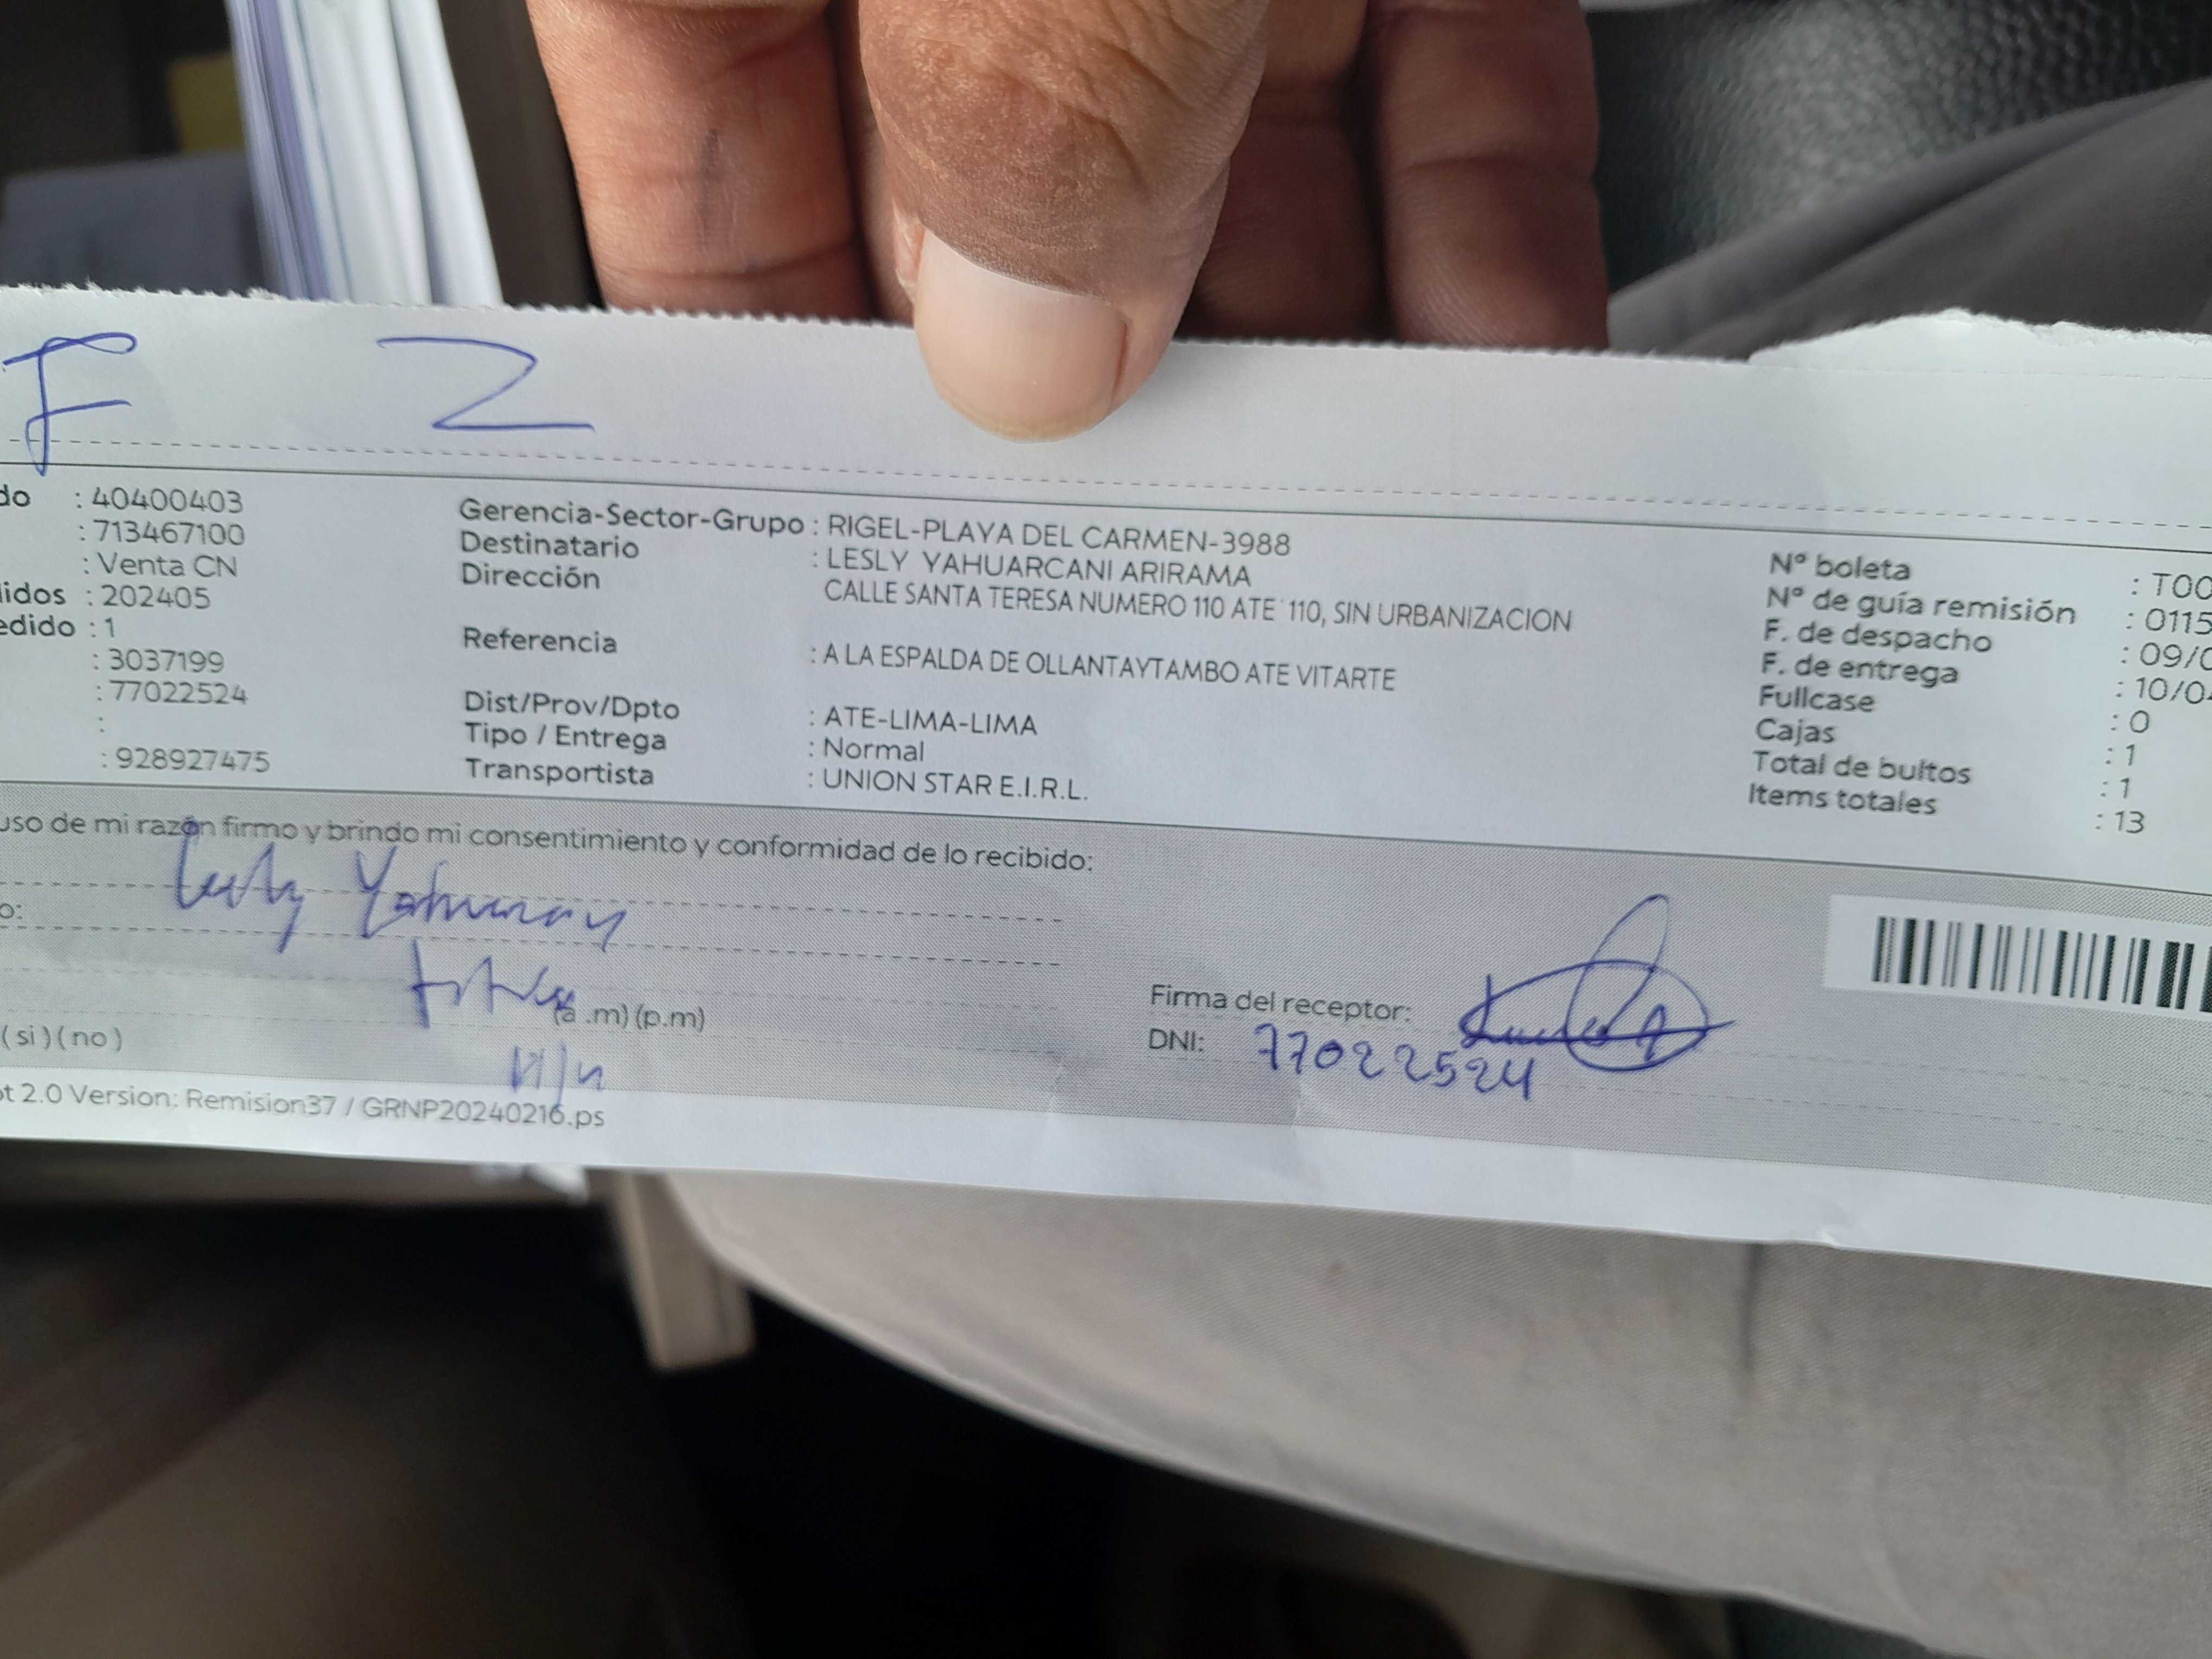 F Z
do : 40400403
: 713467100
: Venta CN
idos : 202405
edido : 1
: 3037199
: 77022524
:
: 928927475
Gerencia-Sector-Grupo : RIGEL-PLAYA DEL CARMEN-3988
Destinatario : LESLY YAHUARCANI ARIRAMA
Dirección CALLE SANTA TERESA NUMERO 110 ATE 110, SIN URBANIZACION
Referencia : A LA ESPALDA DE OLLANTAYTAMBO ATE VITARTE
Dist/Prov/Dpto : ATE-LIMA-LIMA
Tipo / Entrega : Normal
Transportista : UNION STAR E.I.R.L.
Nº boleta : T00
Nº de guía remisión : 0115
F. de despacho : 09/0
F. de entrega : 10/04
Fullcase : 0
Cajas : 1
Total de bultos : 1
Items totales : 13
uso de mi razón firmo y brindo mi consentimiento y conformidad de lo recibido:
Lesly
o:
(a .m) (p.m)
(si) (no)
Firma del receptor:
DNI: 77022524
ot 2.0 Version: Remision37 / GRNP20240216.ps